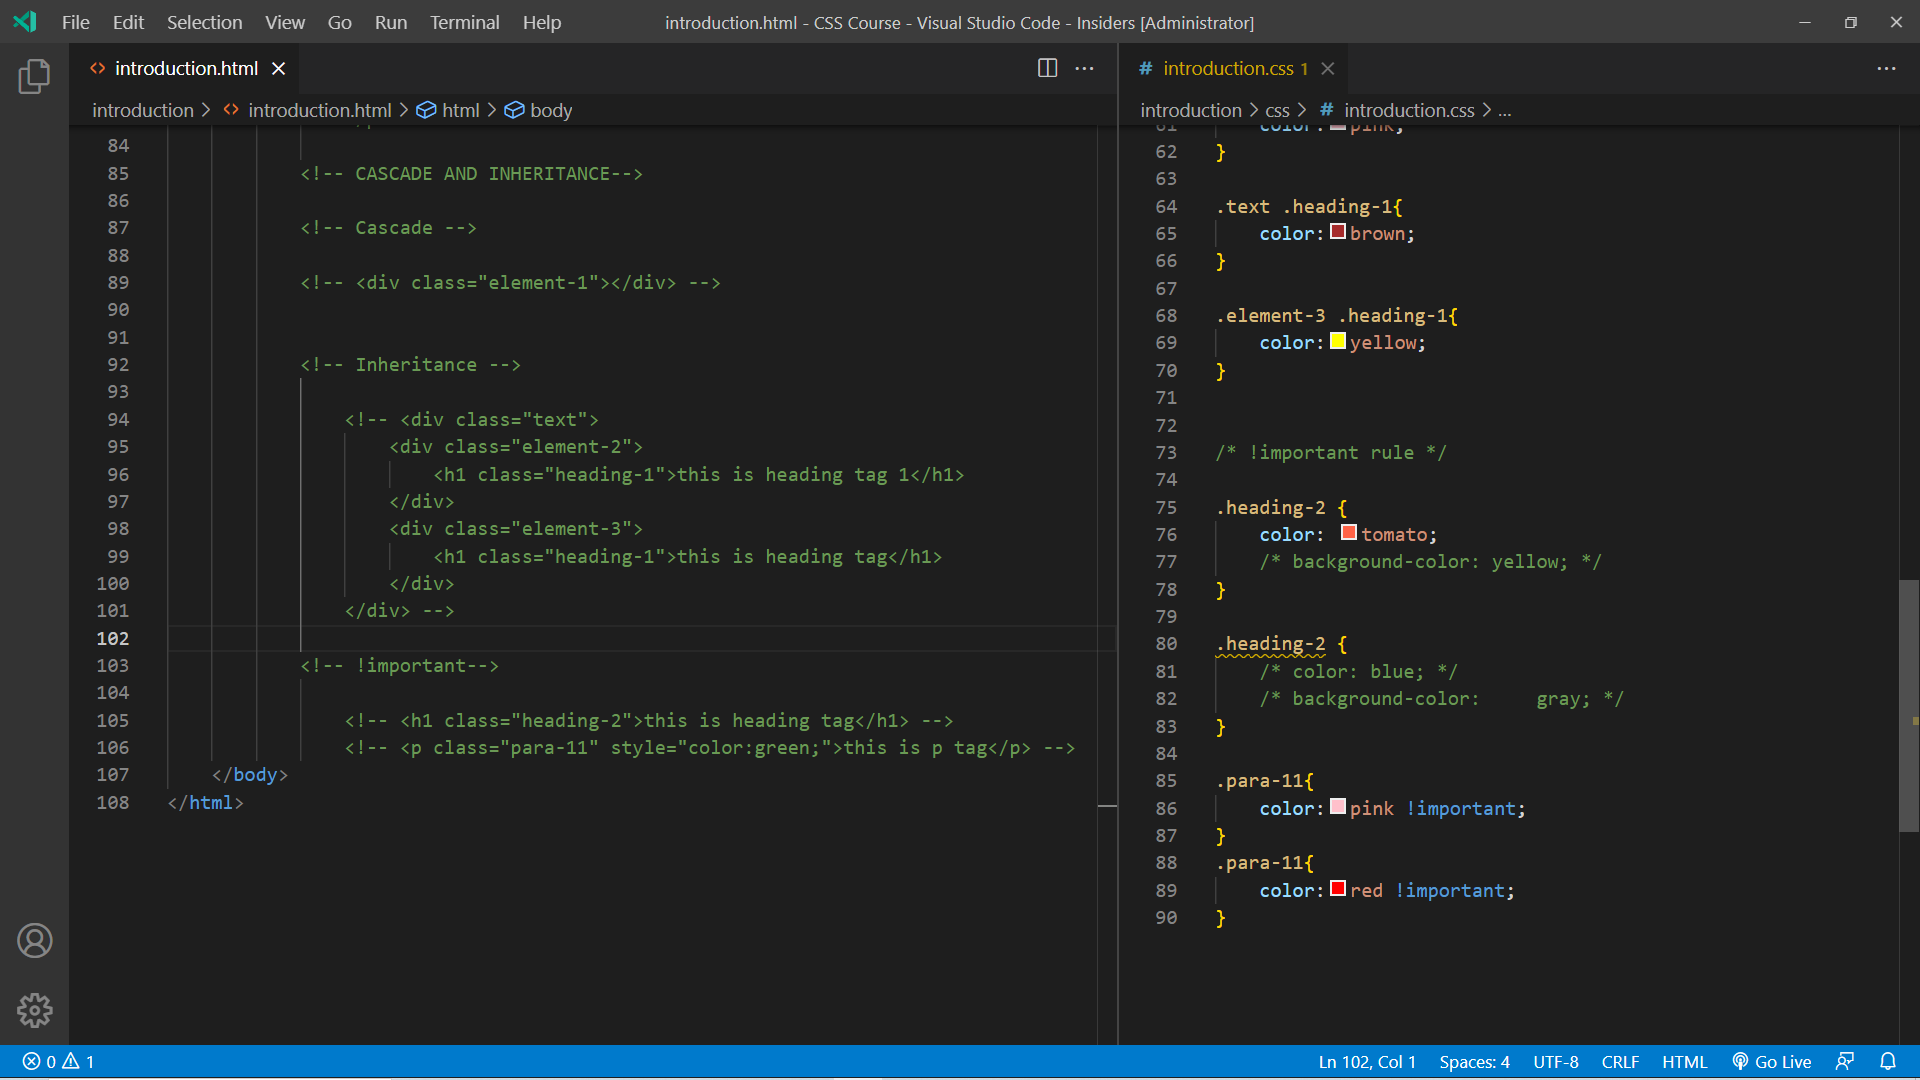 File Edit Selection View Go Run Terminal Help
introduction.html - CSS Course - Visual Studio Code - Insiders [Administrator]
introduction.html
introduction > introduction.html > html > body
84
85 <!-- CASCADE AND INHERITANCE-->
86
87 <!-- Cascade -->
88
89 <!-- <div class="element-1"></div> -->
90
91
92 <!-- Inheritance -->
93
94 <!-- <div class="text">
95 <div class="element-2">
96 <h1 class="heading-1">this is heading tag 1</h1>
97 </div>
98 <div class="element-3">
99 <h1 class="heading-1">this is heading tag</h1>
100 </div>
101 </div> -->
102
103 <!-- !important-->
104
105 <!-- <h1 class="heading-2">this is heading tag</h1> -->
106 <!-- <p class="para-11" style="color:green;">this is p tag</p> -->
107 </body>
108 </html>
# introduction.css 1
introduction > css > # introduction.css > ...
61 color: pink;
62 }
63
64 .text .heading-1{
65 color: brown;
66 }
67
68 .element-3 .heading-1{
69 color: yellow;
70 }
71
72
73 /* !important rule */
74
75 .heading-2 {
76 color: tomato;
77 /* background-color: yellow; */
78 }
79
80 .heading-2 {
81 /* color: blue; */
82 /* background-color:     gray; */
83 }
84
85 .para-11{
86 color: pink !important;
87 }
88 .para-11{
89 color: red !important;
90 }
0 1
Ln 102, Col 1 Spaces: 4 UTF-8 CRLF HTML Go Live